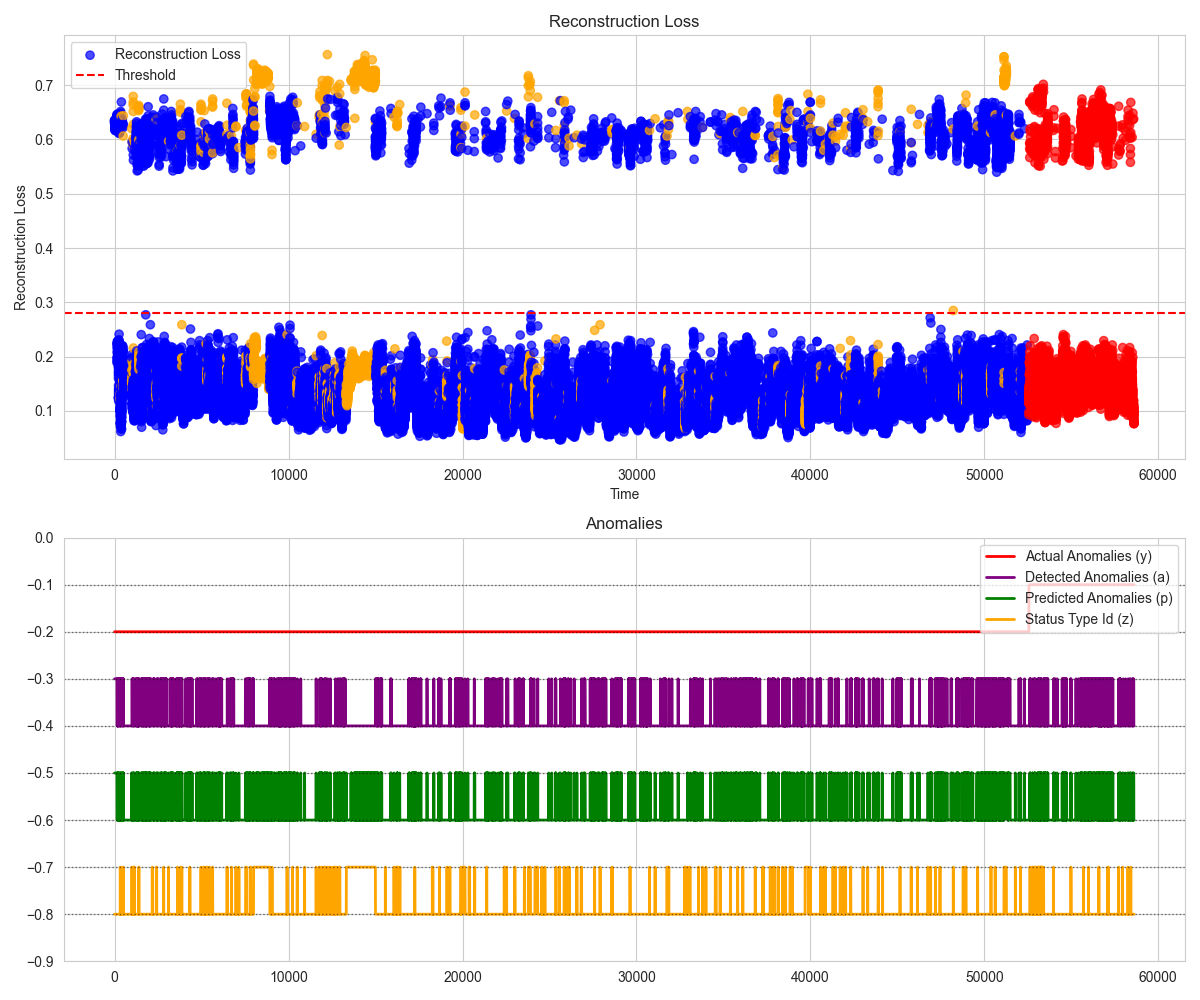 Reconstruction Loss
Reconstruction Loss
Threshold
Reconstruction Loss
0.7
0.6
0.5
0.4
0.3
0.2
0.1
0 10000 20000 30000 40000 50000 60000
Time
Anomalies
Actual Anomalies (y)
Detected Anomalies (a)
Predicted Anomalies (p)
Status Type Id (z)
0.0
−0.1
−0.2
−0.3
−0.4
−0.5
−0.6
−0.7
−0.8
−0.9
0 10000 20000 30000 40000 50000 60000